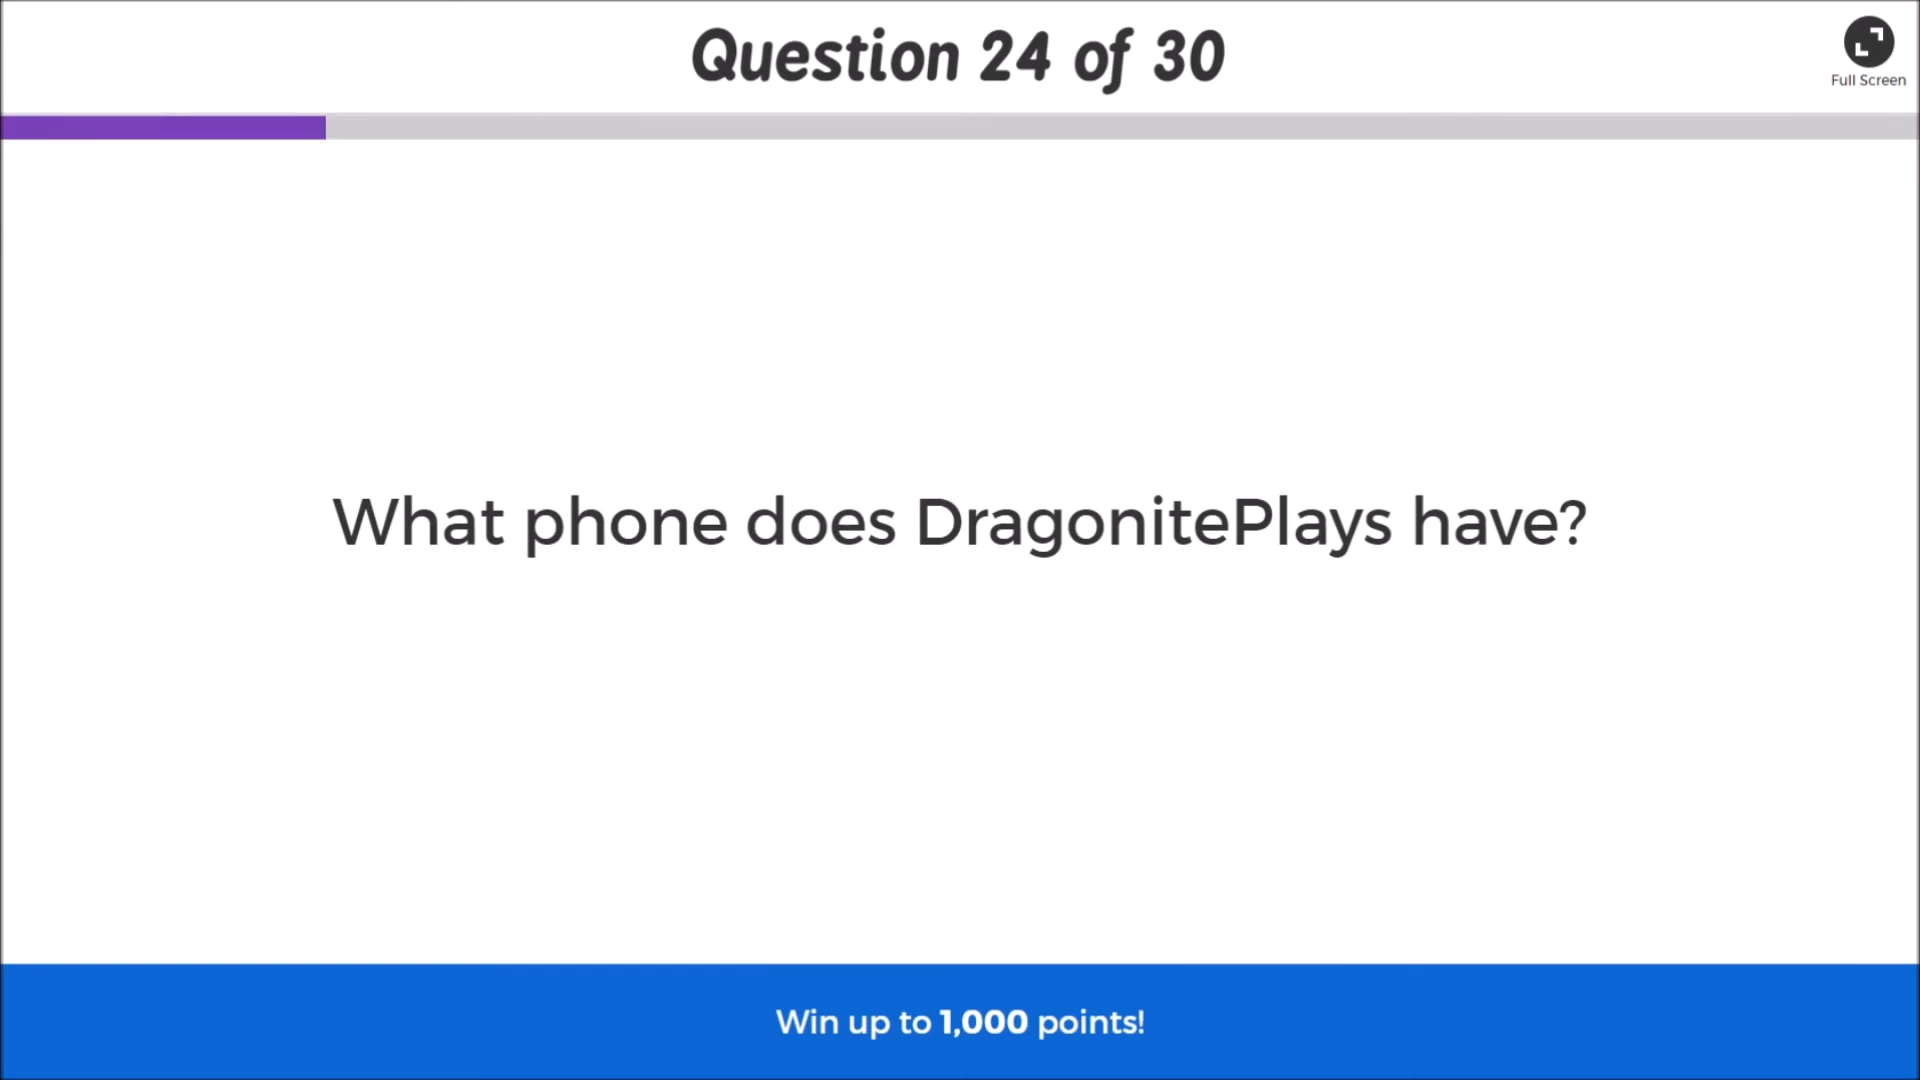 Question 24 of 30
Full Screen
What phone does DragonitePlays have?
Win up to 1,000 points!